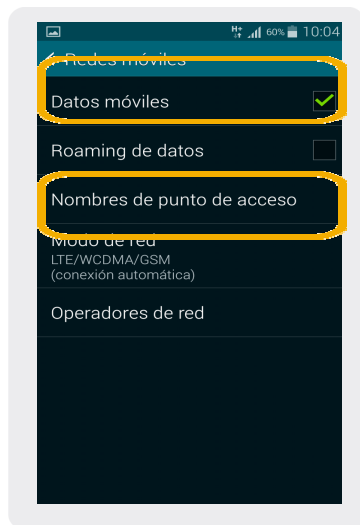 H+ 60% 10:04
Redes móviles
Datos móviles
Roaming de datos
Nombres de punto de acceso
Modo de red
LTE/WCDMA/GSM
(conexión automática)
Operadores de red